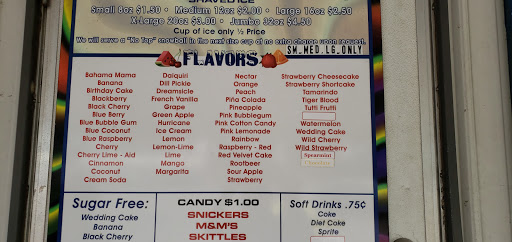 SHAVED ICE
Small 8oz $1.50 • Medium 12oz $2.00 • Large 16oz $2.50
X-Large 20oz $3.00 • Jumbo 32oz $4.50
Cup of ice only ½ Price
We will serve a "No Top" snowball in the next size cup at no extra charge upon request.
SM_MED_LG_ONLY
FLAVORS
Bahama Mama
Banana
Birthday Cake
Blackberry
Black Cherry
Blue Berry
Blue Bubble Gum
Blue Coconut
Blue Raspberry
Cherry
Cherry Lime - Aid
Cinnamon
Coconut
Cream Soda
Daiquiri
Dill Pickle
Dreamsicle
French Vanilla
Grape
Green Apple
Hurricane
Ice Cream
Lemon
Lemon-Lime
Lime
Mango
Margarita
Nectar
Orange
Peach
Piña Colada
Pineapple
Pink Bubblegum
Pink Cotton Candy
Pink Lemonade
Rainbow
Raspberry - Red
Red Velvet Cake
Rootbeer
Sour Apple
Strawberry
Strawberry Cheesecake
Strawberry Shortcake
Tamarindo
Tiger Blood
Tutti Frutti
Watermelon
Wedding Cake
Wild Cherry
Wild Strawberry
Spearmint
Sugar Free:
Wedding Cake
Banana
Black Cherry
CANDY $1.00
SNICKERS
M&M'S
SKITTLES
Soft Drinks .75¢
Coke
Diet Coke
Sprite